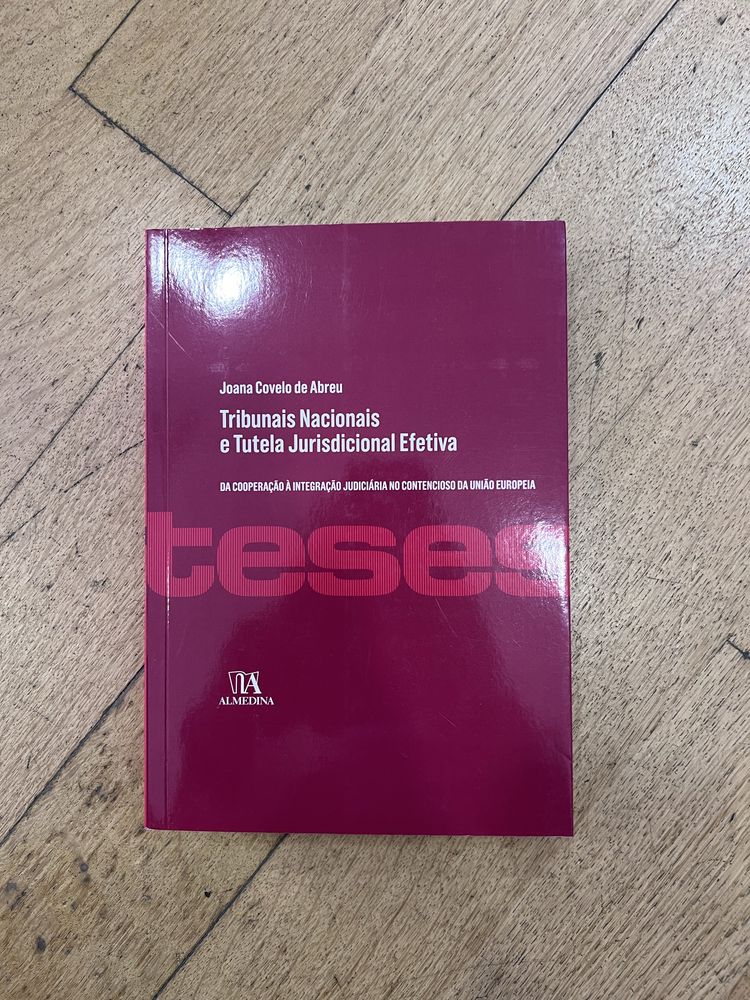 Joana Covelo de Abreu
Tribunais Nacionais
e Tutela Jurisdicional Efetiva
DA COOPERAÇÃO À INTEGRAÇÃO JUDICIÁRIA NO CONTENCIOSO DA UNIÃO EUROPEIA
teses
ALMEDINA